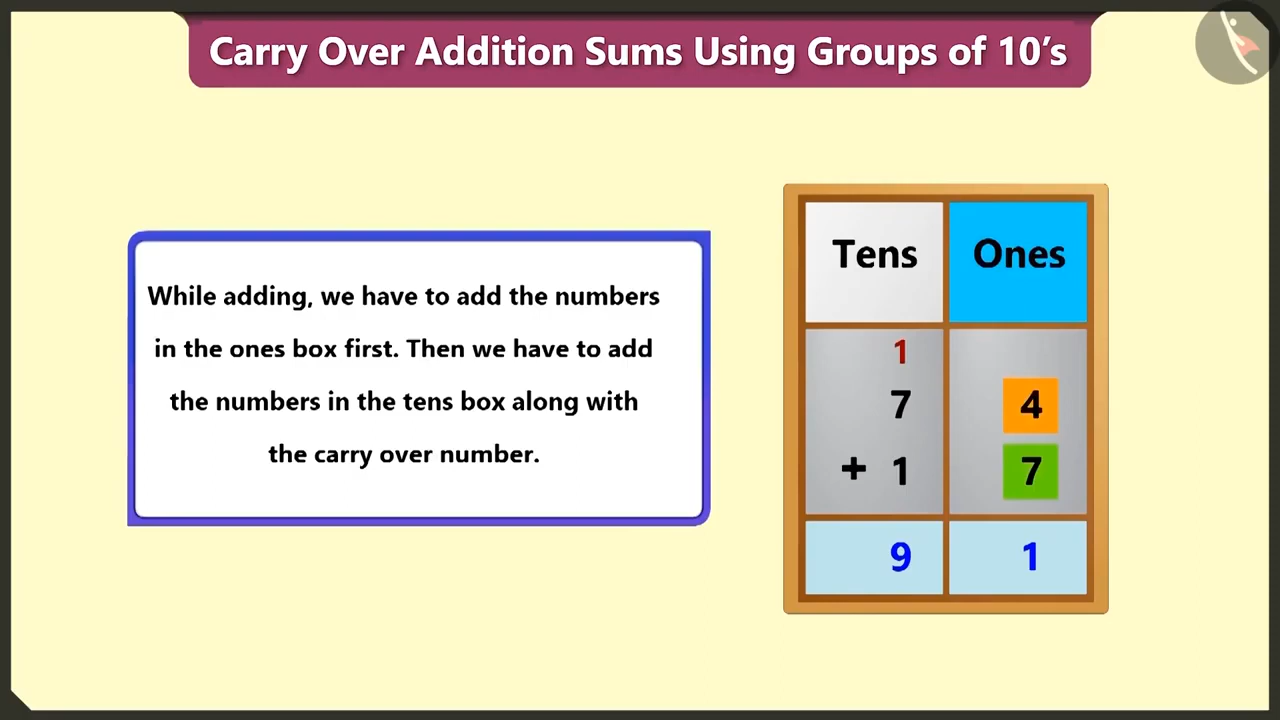 Carry Over Addition Sums Using Groups of 10's
While adding, we have to add the numbers
in the ones box first. Then we have to add
the numbers in the tens box along with
the carry over number.
Tens Ones
1
7 4
+ 1 7
9 1